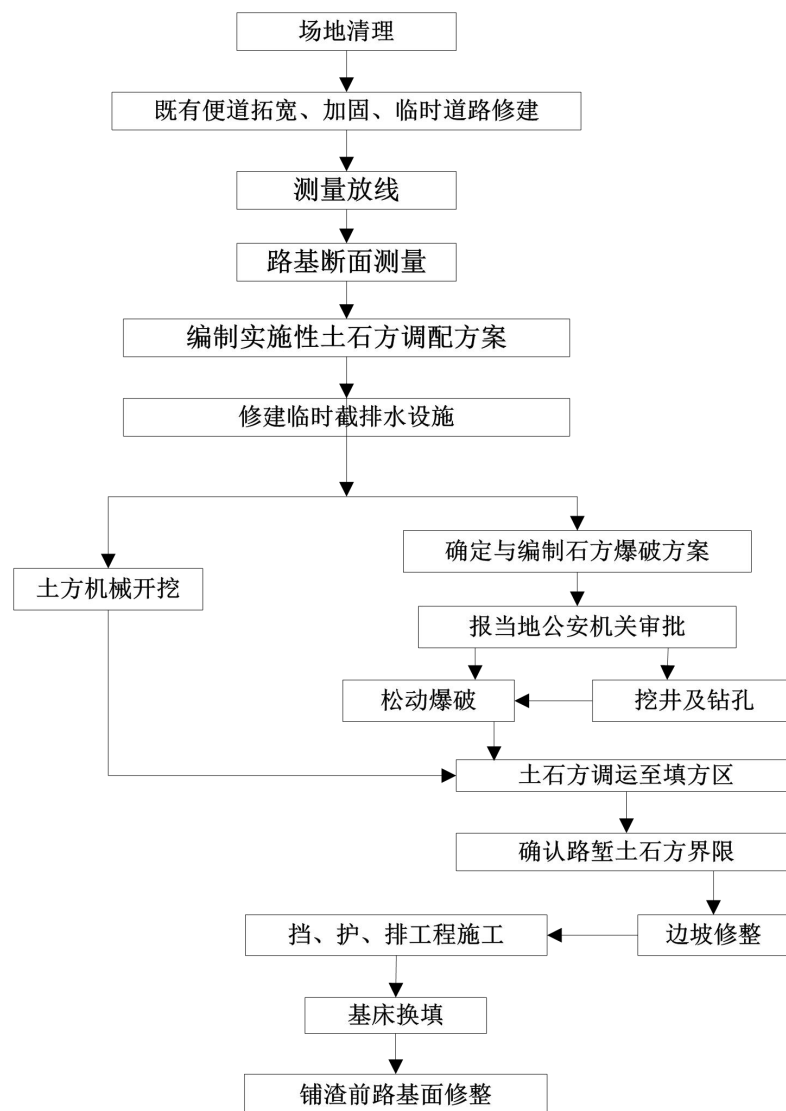 场地清理
既有便道拓宽、加固、临时道路修建
测量放线
路基断面测量
编制实施性土石方调配方案
修建临时截排水设施
确定与编制石方爆破方案
土方机械开挖
报当地公安机关审批
松动爆破
挖井及钻孔
土石方调运至填方区
确认路堑土石方界限
挡、护、排工程施工
边坡修整
基床换填
铺渣前路基面修整